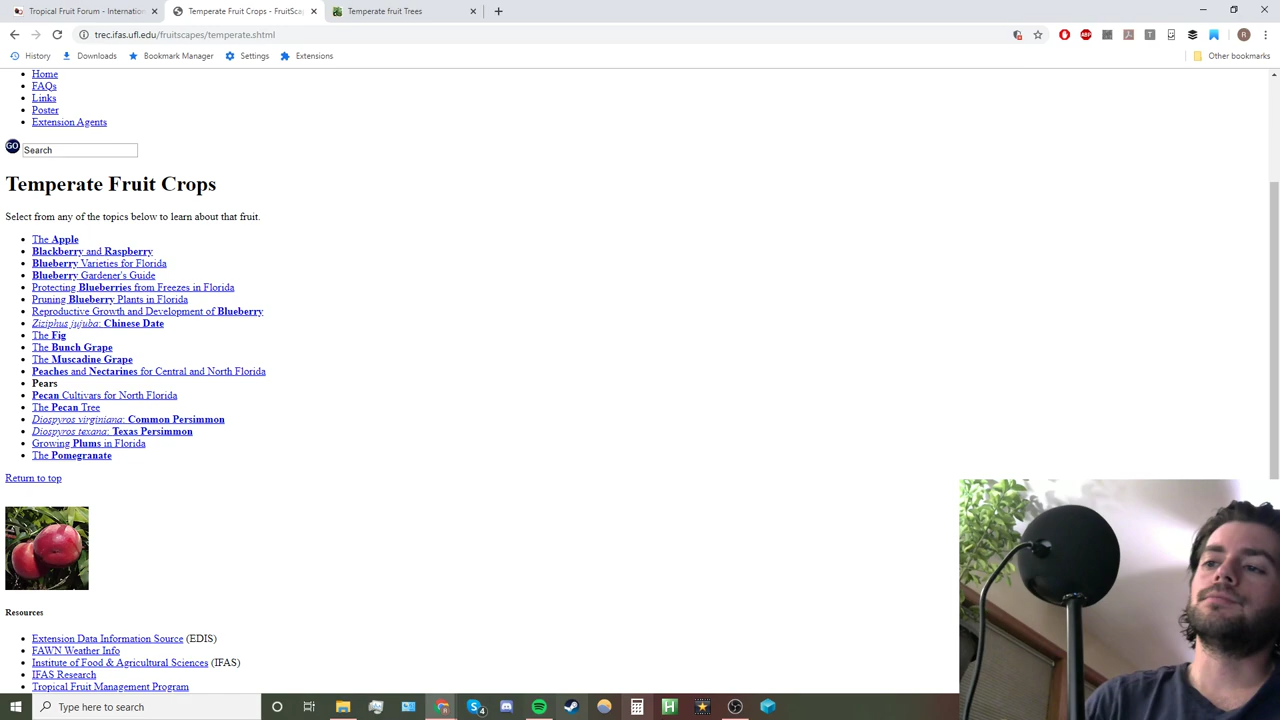 Tropical Fruit Forum - Internation
Temperate Fruit Crops - FruitScap
Temperate fruit Trees
trec.ifas.ufl.edu/fruitscapes/temperate.shtml
ABP
T
R
History
Downloads
Bookmark Manager
Settings
Extensions
Other bookmarks
Home
FAQs
Links
Poster
Extension Agents
GO Search
Temperate Fruit Crops
Select from any of the topics below to learn about that fruit.
The Apple
Blackberry and Raspberry
Blueberry Varieties for Florida
Blueberry Gardener's Guide
Protecting Blueberries from Freezes in Florida
Pruning Blueberry Plants in Florida
Reproductive Growth and Development of Blueberry
Ziziphus jujuba: Chinese Date
The Fig
The Bunch Grape
The Muscadine Grape
Peaches and Nectarines for Central and North Florida
Pears
Pecan Cultivars for North Florida
The Pecan Tree
Diospyros virginiana: Common Persimmon
Diospyros texana: Texas Persimmon
Growing Plums in Florida
The Pomegranate
Return to top
Resources
Extension Data Information Source (EDIS)
FAWN Weather Info
Institute of Food & Agricultural Sciences (IFAS)
IFAS Research
Tropical Fruit Management Program
Type here to search
S
4
H